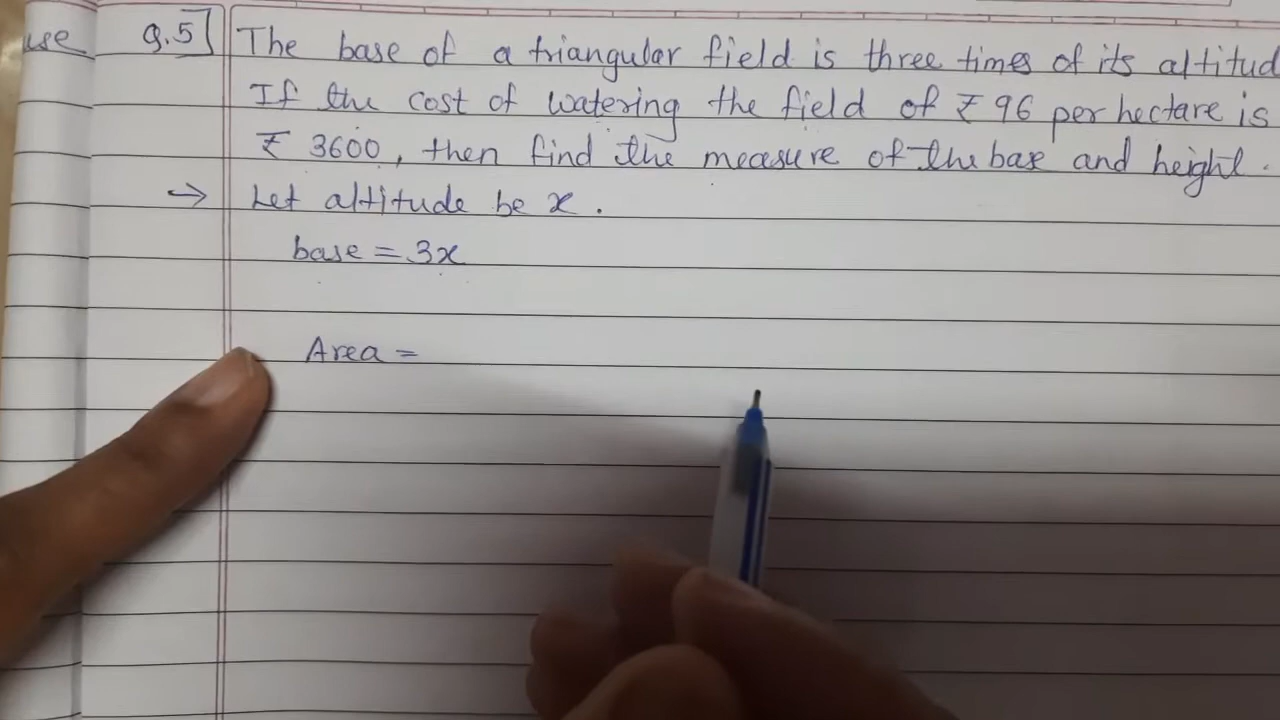 use Q.5] The base of a triangular field is three times of its altitud
If the cost of watering the field of ₹ 96 per hectare is
₹ 3600, then find the measure of the base and height.
→ Let altitude be x.
base = 3x
Area =